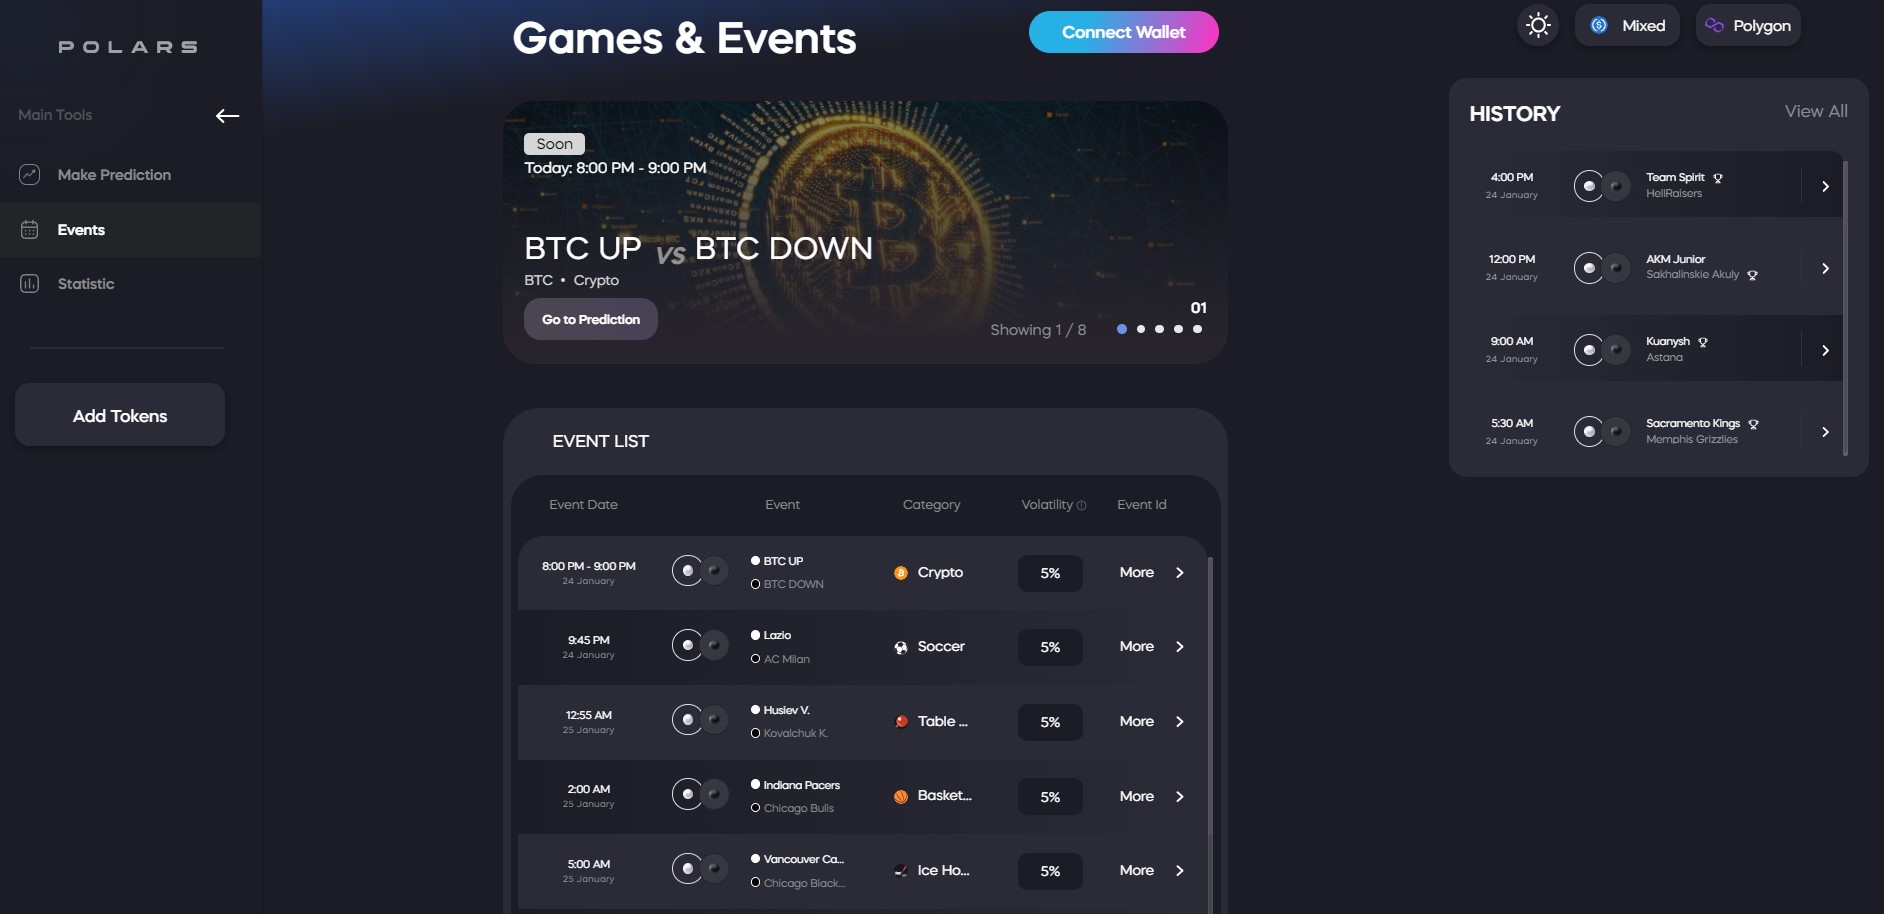 POLARS
Main Tools
Make Prediction
Events
Statistic
Add Tokens
Games & Events
Connect Wallet
Mixed
Polygon
Soon
Today: 8:00 PM - 9:00 PM
BTC UP VS BTC DOWN
BTC • Crypto
Go to Prediction
01
Showing 1 / 8
EVENT LIST
Event Date Event Category Volatility Event Id
8:00 PM - 9:00 PM
24 January
BTC UP
BTC DOWN
Crypto
5%
More
9:45 PM
24 January
Lazio
AC Milan
Soccer
5%
More
12:55 AM
25 January
Husiev V.
Kovalchuk K.
Table ...
5%
More
2:00 AM
25 January
Indiana Pacers
Chicago Bulls
Basket...
5%
More
5:00 AM
25 January
Vancouver Ca...
Chicago Black...
Ice Ho...
5%
More
HISTORY
View All
4:00 PM
24 January
Team Spirit
HellRaisers
12:00 PM
24 January
AKM Junior
Sakhalinskie Akuly
9:00 AM
24 January
Kuanysh
Astana
5:30 AM
24 January
Sacramento Kings
Memphis Grizzlies